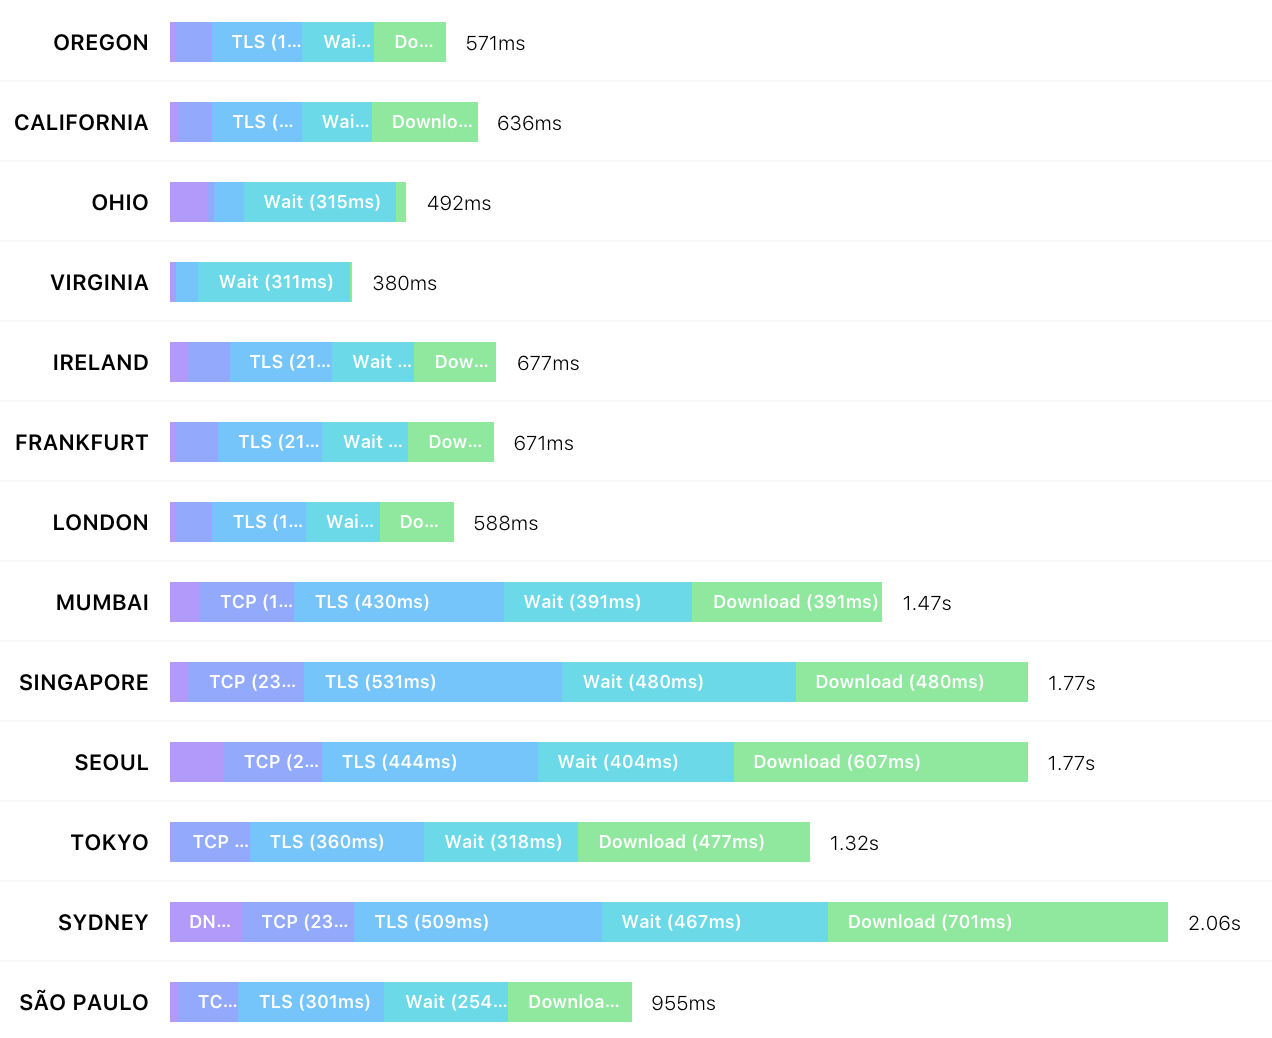 OREGON TLS (1... Wai... Do... 571ms
CALIFORNIA TLS (... Wai... Downlo... 636ms
OHIO Wait (315ms) 492ms
VIRGINIA Wait (311ms) 380ms
IRELAND TLS (21... Wait ... Dow... 677ms
FRANKFURT TLS (21... Wait ... Dow... 671ms
LONDON TLS (1... Wai... Do... 588ms
MUMBAI TCP (1... TLS (430ms) Wait (391ms) Download (391ms) 1.47s
SINGAPORE TCP (23... TLS (531ms) Wait (480ms) Download (480ms) 1.77s
SEOUL TCP (2... TLS (444ms) Wait (404ms) Download (607ms) 1.77s
TOKYO TCP ... TLS (360ms) Wait (318ms) Download (477ms) 1.32s
SYDNEY DN... TCP (23... TLS (509ms) Wait (467ms) Download (701ms) 2.06s
SÃO PAULO TC... TLS (301ms) Wait (254... Downloa... 955ms